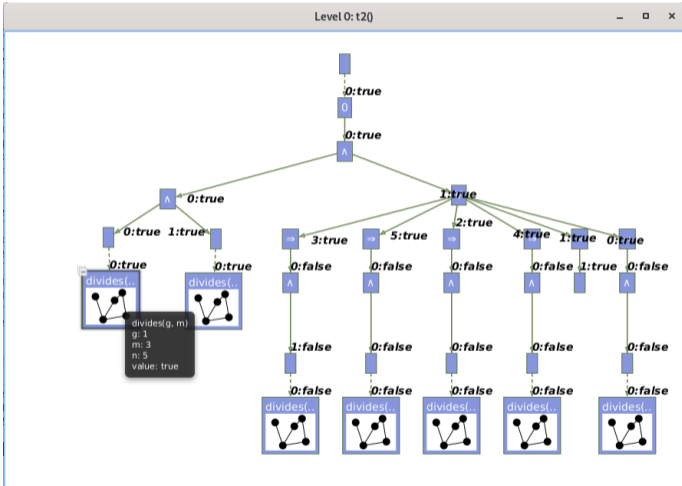 Level 0: t2()
0:true
0
0:true
∧
1:true
∧
0:true
2:true
0:true
1:true
⇒
3:true
⇒
5:true
⇒
4:true
⇒
1:true
0:true
0:true
0:true
0:false
0:false
0:false
0:false
1:true
0:false
divides(..
divides(..
∧
∧
∧
∧
∧
divides(g, m)
g: 1
m: 3
n: 5
value: true
1:false
0:false
0:false
0:false
0:false
0:false
0:false
0:false
0:false
0:false
divides(..
divides(..
divides(..
divides(..
divides(..